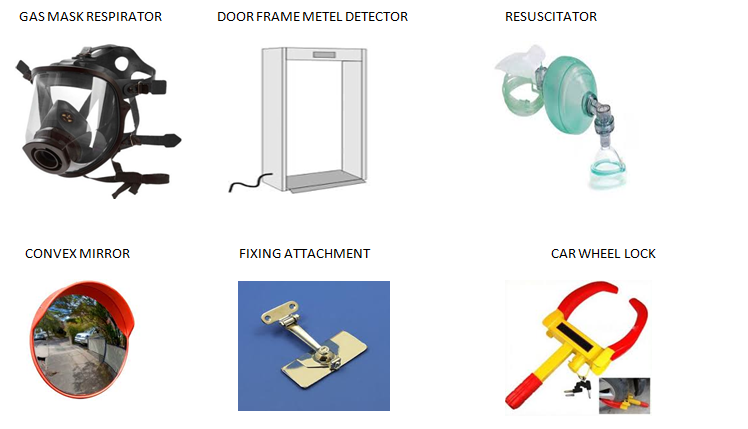 GAS MASK RESPIRATOR
DOOR FRAME METEL DETECTOR
RESUSCITATOR
CONVEX MIRROR
FIXING ATTACHMENT
CAR WHEEL LOCK